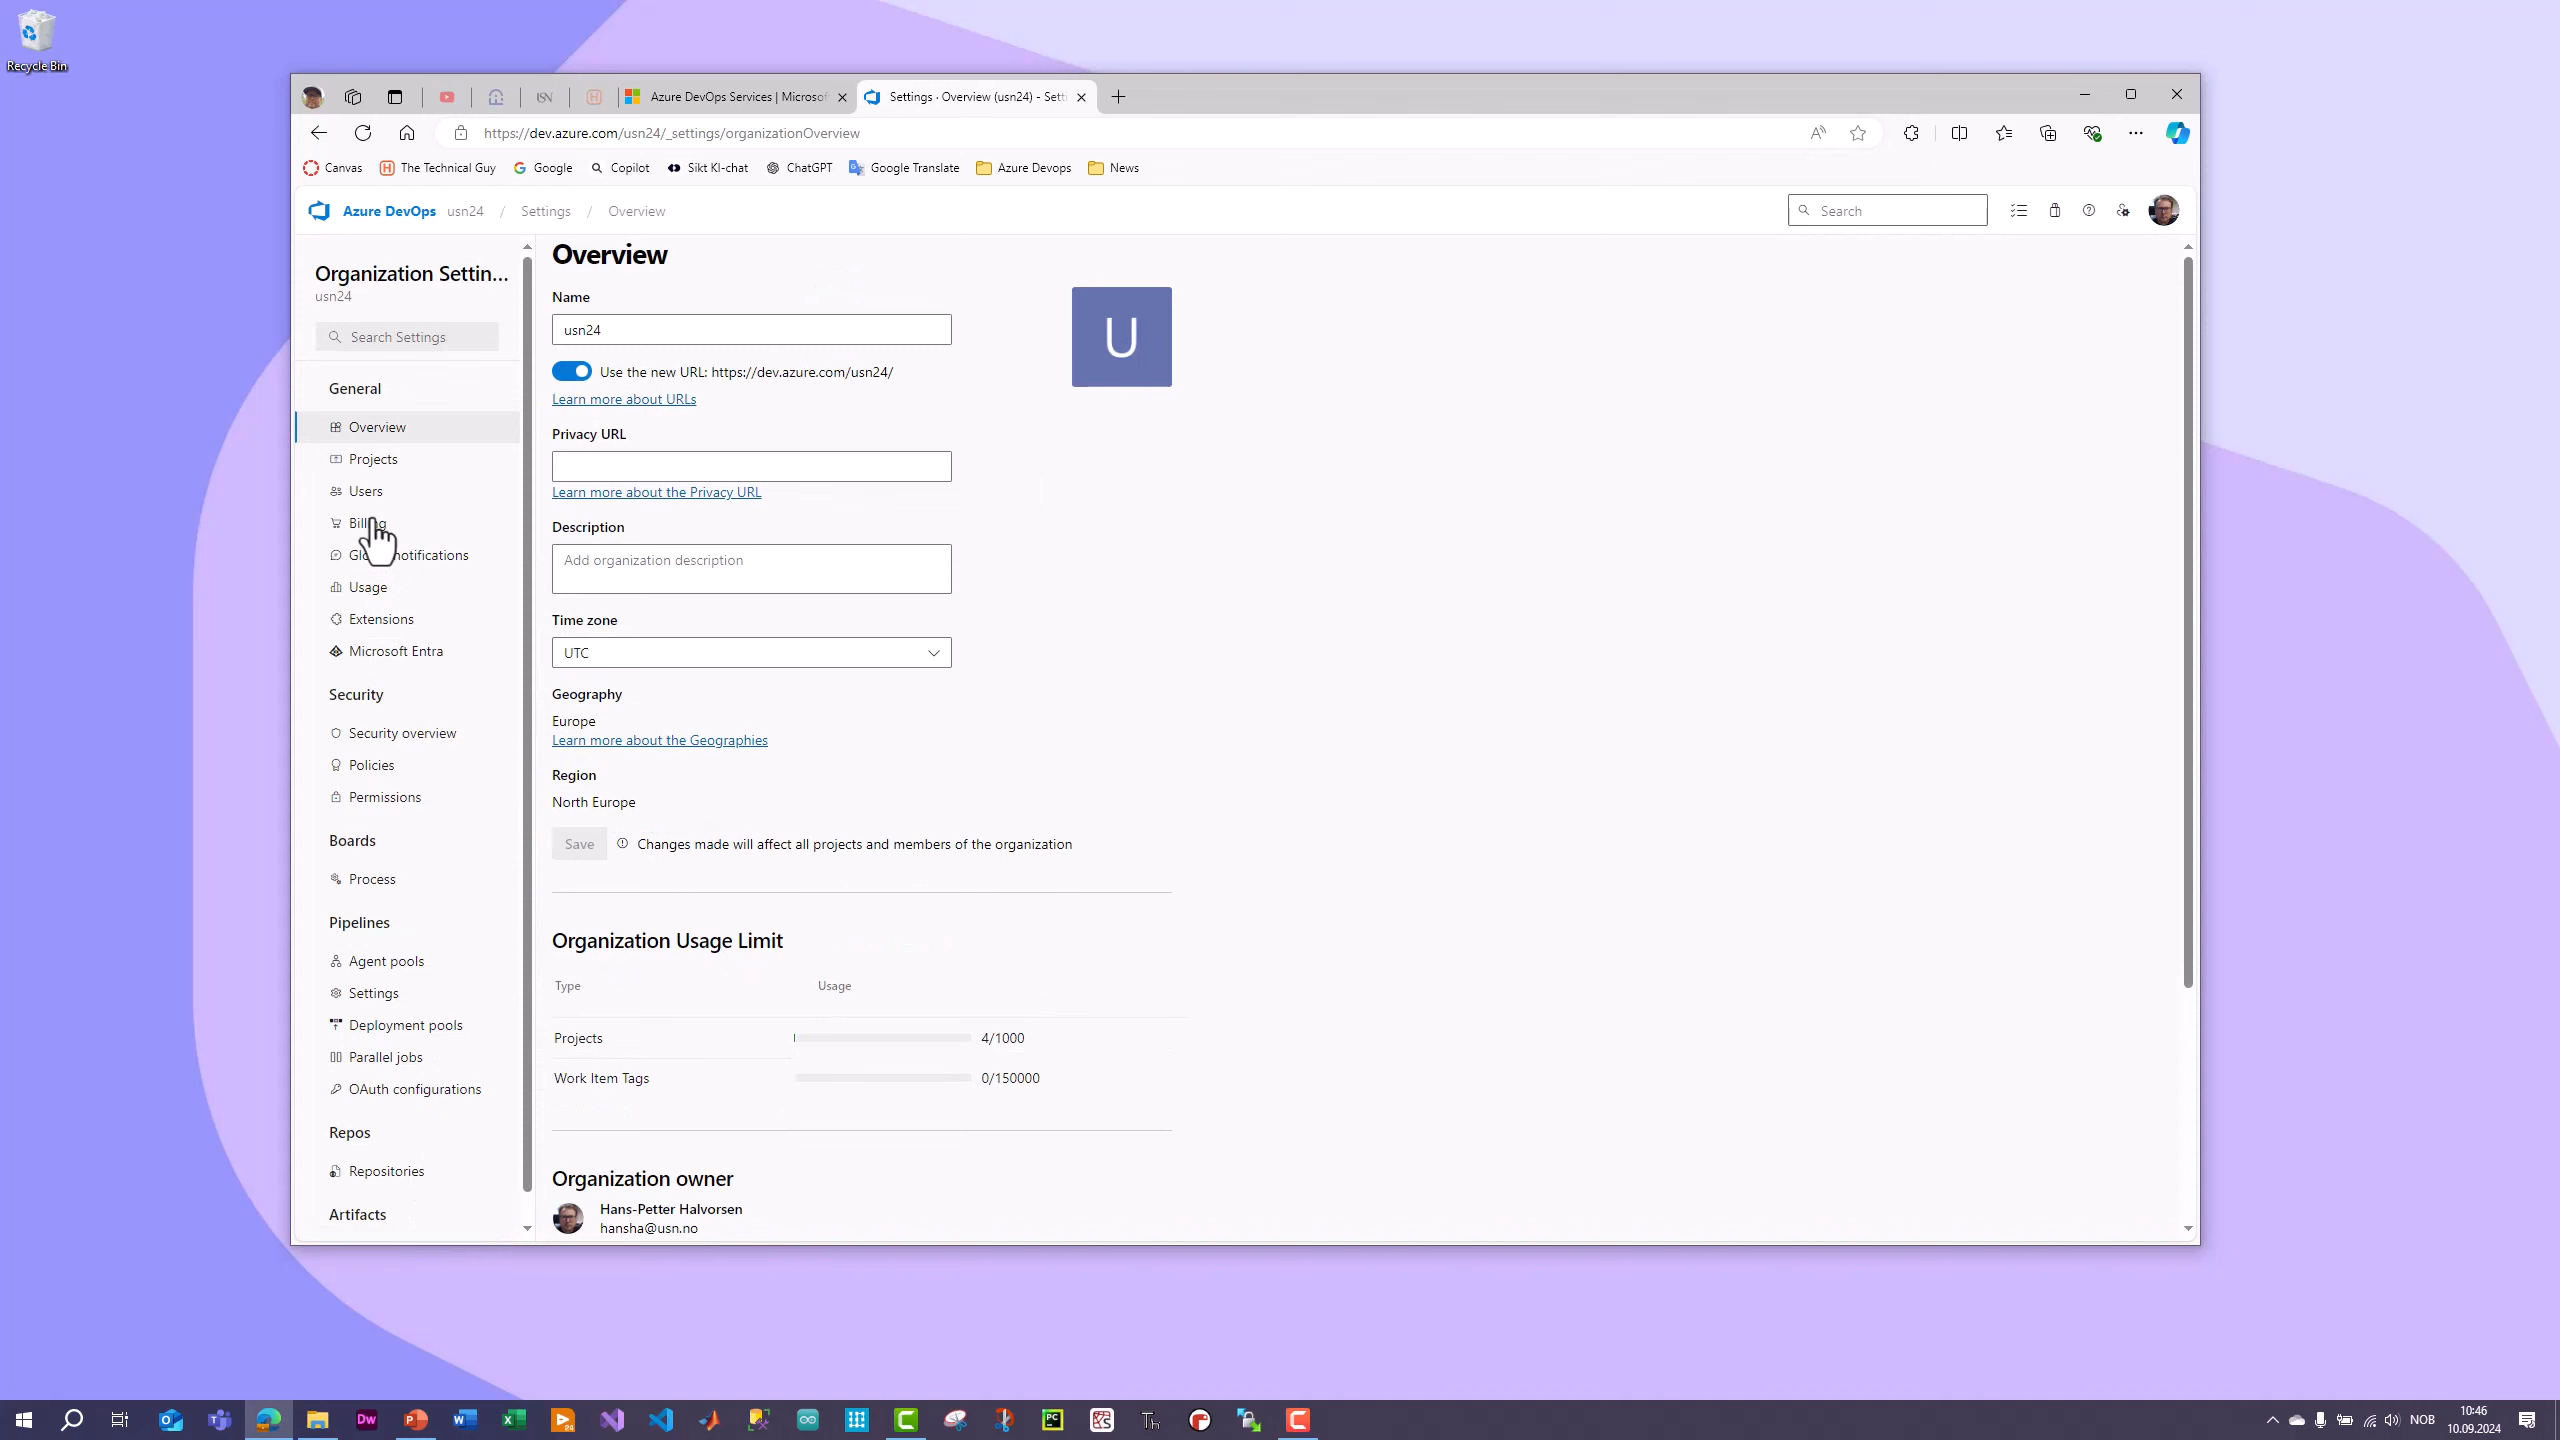 Recycle Bin
USN
Azure DevOps Services | Microsof
Settings · Overview (usn24) - Sett
https://dev.azure.com/usn24/_settings/organizationOverview
Canvas
The Technical Guy
Google
Copilot
Sikt KI-chat
ChatGPT
Google Translate
Azure Devops
News
Azure DevOps
usn24 / Settings / Overview
Search
Organization Settin...
usn24
Search Settings
General
Overview
Projects
Users
Billing
notifications
Usage
Extensions
Microsoft Entra
Security
Security overview
Policies
Permissions
Boards
Process
Pipelines
Agent pools
Settings
Deployment pools
Parallel jobs
OAuth configurations
Repos
Repositories
Artifacts
Overview
Name
usn24
U
Use the new URL: https://dev.azure.com/usn24/
Learn more about URLs
Privacy URL
Learn more about the Privacy URL
Description
Add organization description
Time zone
UTC
Geography
Europe
Learn more about the Geographies
Region
North Europe
Save
Changes made will affect all projects and members of the organization
Organization Usage Limit
Type Usage
Projects 4/1000
Work Item Tags 0/150000
Organization owner
Hans-Petter Halvorsen
hansha@usn.no
Dw
PC
Th
NOB
10:46
10.09.2024